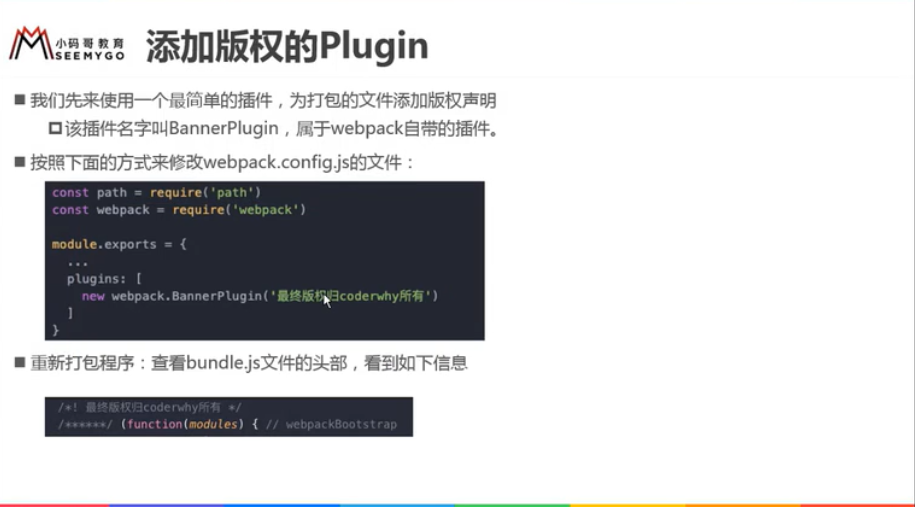 小码哥教育
SEEMYGO
添加版权的Plugin
■ 我们先来使用一个最简单的插件，为打包的文件添加版权声明
该插件名字叫BannerPlugin，属于webpack自带的插件。
■ 按照下面的方式来修改webpack.config.js的文件：
const path = require('path')
const webpack = require('webpack')
module.exports = {
...
plugins: [
new webpack.BannerPlugin('最终版权归coderwhy所有')
]
}
■ 重新打包程序：查看bundle.js文件的头部，看到如下信息
/*! 最终版权归coderwhy所有 */
/******/ (function(modules) { // webpackBootstrap